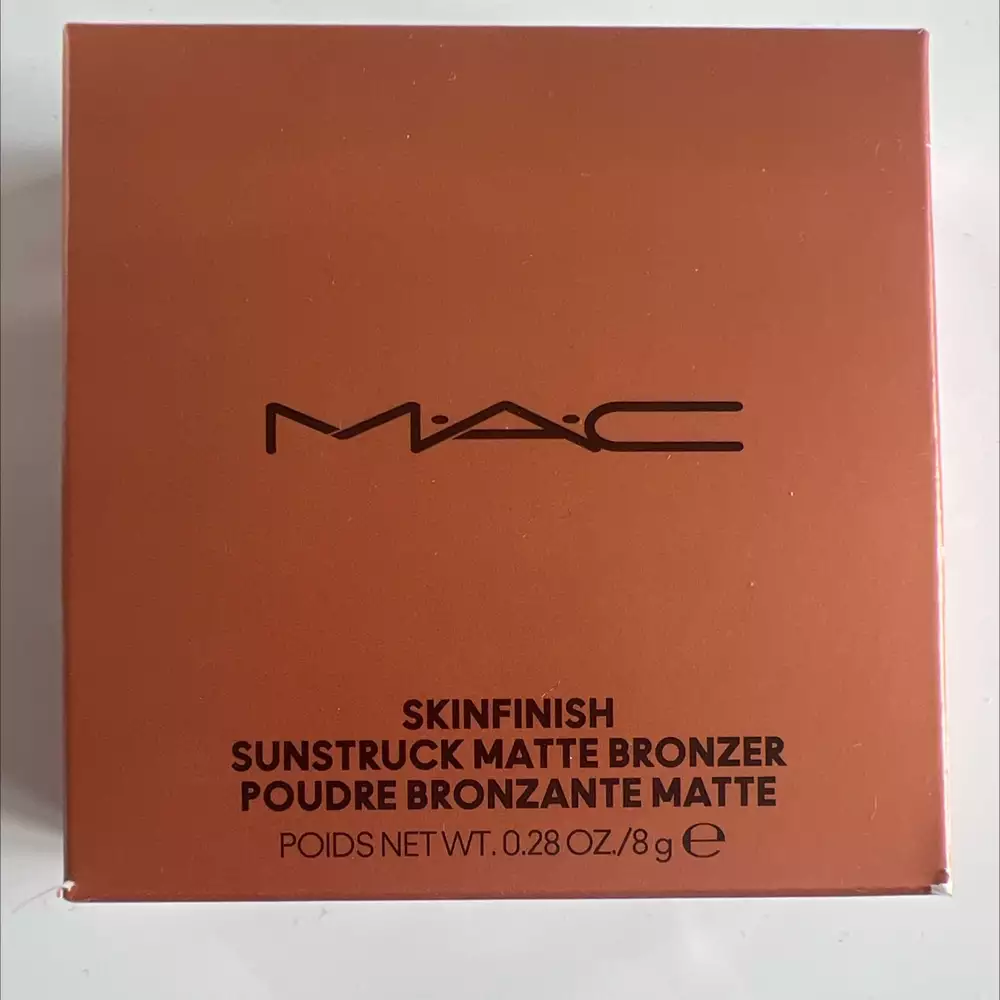 M·A·C
SKINFINISH
SUNSTRUCK MATTE BRONZER
POUDRE BRONZANTE MATTE
POIDS NET WT. 0.28 OZ./8 g ℮